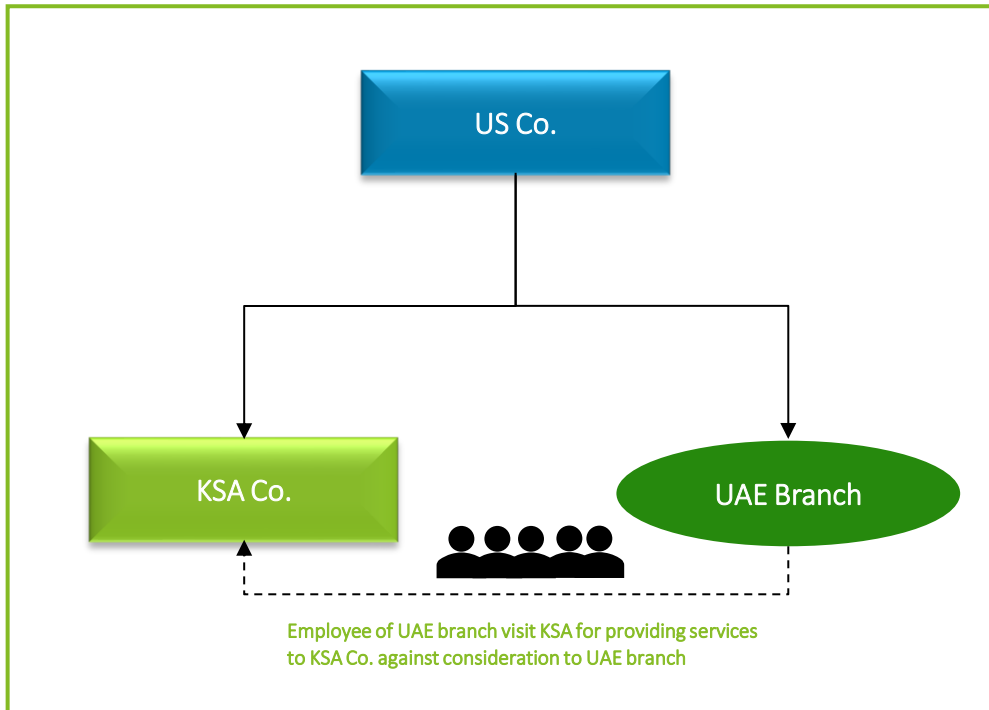 US Co.
KSA Co.
UAE Branch
Employee of UAE branch visit KSA for providing services
to KSA Co. against consideration to UAE branch